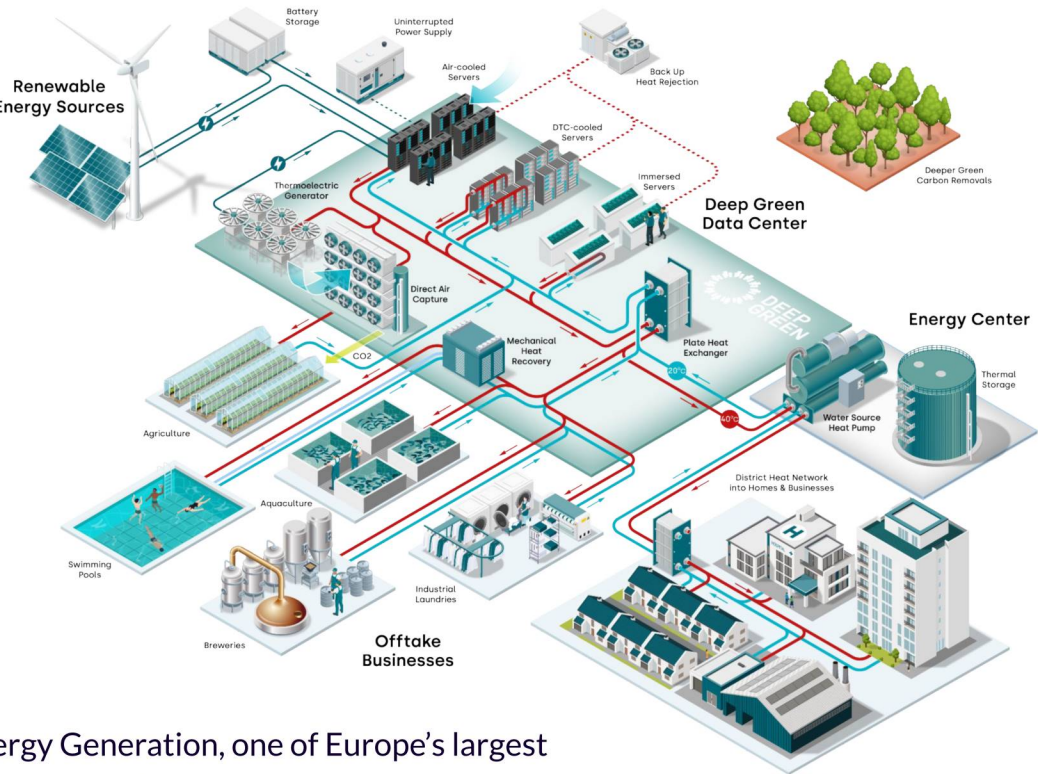 Battery
Storage
Uninterrupted
Power Supply
Air-cooled
Servers
Back Up
Heat Rejection
Renewable
Energy Sources
DTC-cooled
Servers
Immersed
Servers
Deeper Green
Carbon Removals
Thermoelectric
Generator
Deep Green
Data Center
Direct Air
Capture
DEEP
GREEN
Energy Center
CO2
Mechanical
Heat
Recovery
Plate Heat
Exchanger
20°c
40°c
Thermal
Storage
Water Source
Heat Pump
Agriculture
District Heat Network
into Homes & Businesses
Aquaculture
H
Swimming
Pools
Industrial
Laundries
Breweries
Offtake
Businesses
ergy Generation, one of Europe's largest